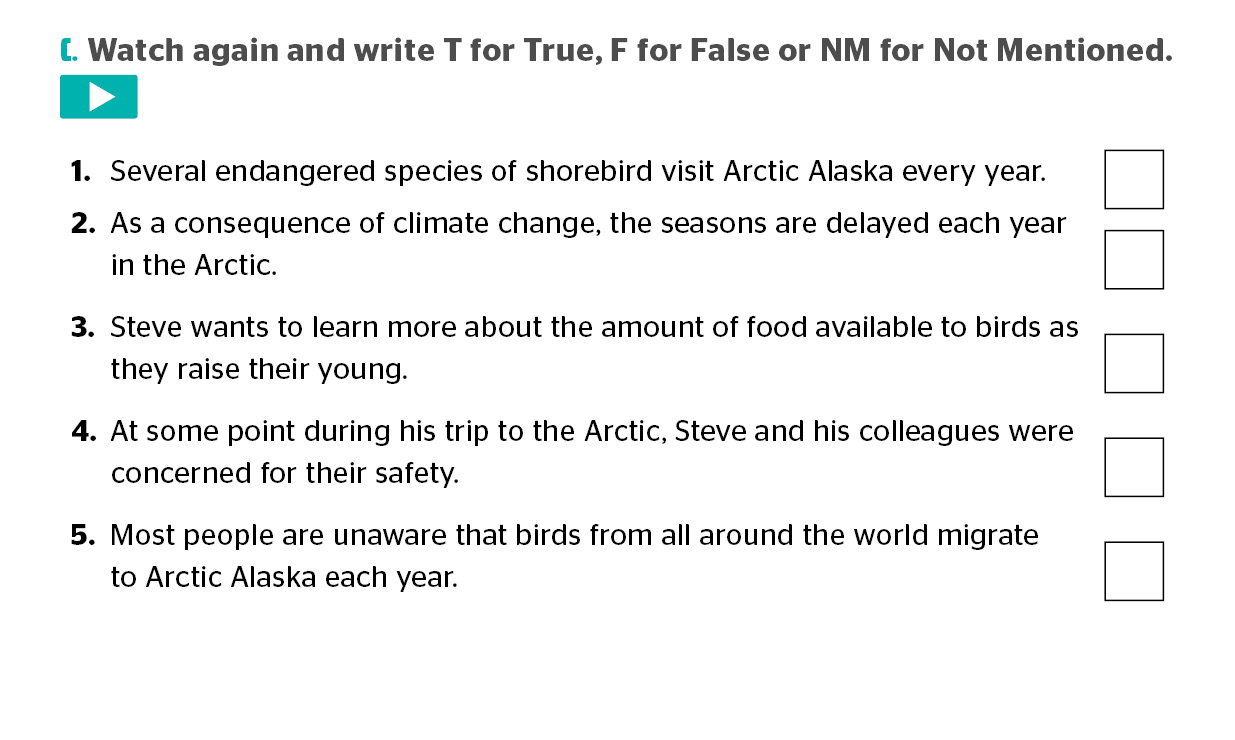 C. Watch again and write T for True, F for False or NM for Not Mentioned.
1. Several endangered species of shorebird visit Arctic Alaska every year.
2. As a consequence of climate change, the seasons are delayed each year
in the Arctic.
3. Steve wants to learn more about the amount of food available to birds as
they raise their young.
4. At some point during his trip to the Arctic, Steve and his colleagues were
concerned for their safety.
5. Most people are unaware that birds from all around the world migrate
to Arctic Alaska each year.